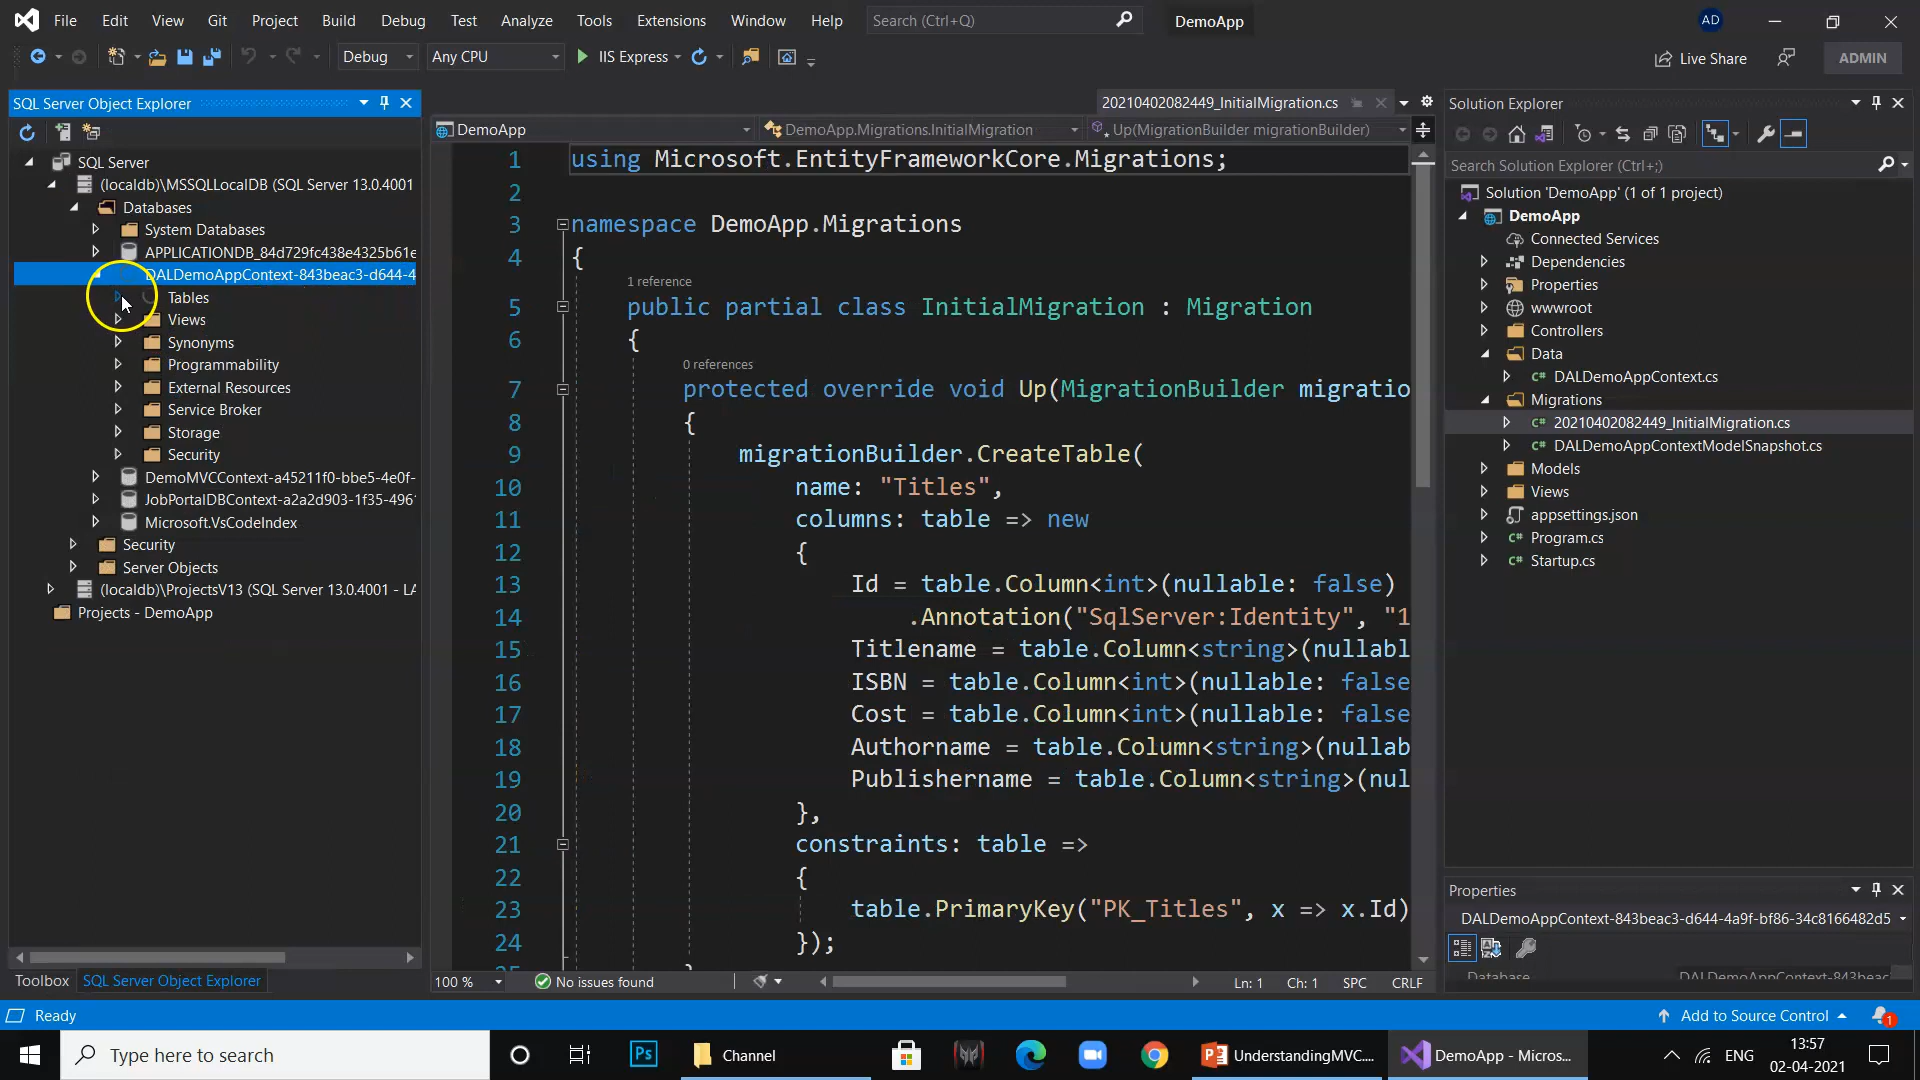 File Edit View Git Project Build Debug Test Analyze Tools Extensions Window Help Search (Ctrl+Q) DemoApp AD
Debug Any CPU IIS Express Live Share ADMIN
SQL Server Object Explorer
SQL Server
(localdb)\MSSQLLocalDB (SQL Server 13.0.4001
Databases
System Databases
APPLICATIONDB_84d729fc438e4325b61e
DALDemoAppContext-843beac3-d644-4
Tables
Views
Synonyms
Programmability
External Resources
Service Broker
Storage
Security
DemoMVCContext-a45211f0-bbe5-4e0f-
JobPortalDBContext-a2a2d903-1f35-496
Microsoft.VsCodeIndex
Security
Server Objects
(localdb)\ProjectsV13 (SQL Server 13.0.4001 - LA
Projects - DemoApp
Toolbox SQL Server Object Explorer
20210402082449_InitialMigration.cs
DemoApp DemoApp.Migrations.InitialMigration Up(MigrationBuilder migrationBuilder)
1 using Microsoft.EntityFrameworkCore.Migrations;
2
3 namespace DemoApp.Migrations
4 {
1 reference
5 public partial class InitialMigration : Migration
6 {
0 references
7 protected override void Up(MigrationBuilder migratio
8 {
9 migrationBuilder.CreateTable(
10 name: "Titles",
11 columns: table => new
12 {
13 Id = table.Column<int>(nullable: false)
14 .Annotation("SqlServer:Identity", "1
15 Titlename = table.Column<string>(nullabl
16 ISBN = table.Column<int>(nullable: false
17 Cost = table.Column<int>(nullable: false
18 Authorname = table.Column<string>(nullab
19 Publishername = table.Column<string>(nul
20 },
21 constraints: table =>
22 {
23 table.PrimaryKey("PK_Titles", x => x.Id)
24 });
100 % No issues found Ln: 1 Ch: 1 SPC CRLF
Solution Explorer
Search Solution Explorer (Ctrl+;)
Solution 'DemoApp' (1 of 1 project)
DemoApp
Connected Services
Dependencies
Properties
wwwroot
Controllers
Data
DALDemoAppContext.cs
Migrations
20210402082449_InitialMigration.cs
DALDemoAppContextModelSnapshot.cs
Models
Views
appsettings.json
Program.cs
Startup.cs
Properties
DALDemoAppContext-843beac3-d644-4a9f-bf86-34c8166482d5
Database DALDemoAppContext-843beac
Ready Add to Source Control 1
Type here to search Ps Channel UnderstandingMVC.... DemoApp - Micros... ENG 13:57
02-04-2021